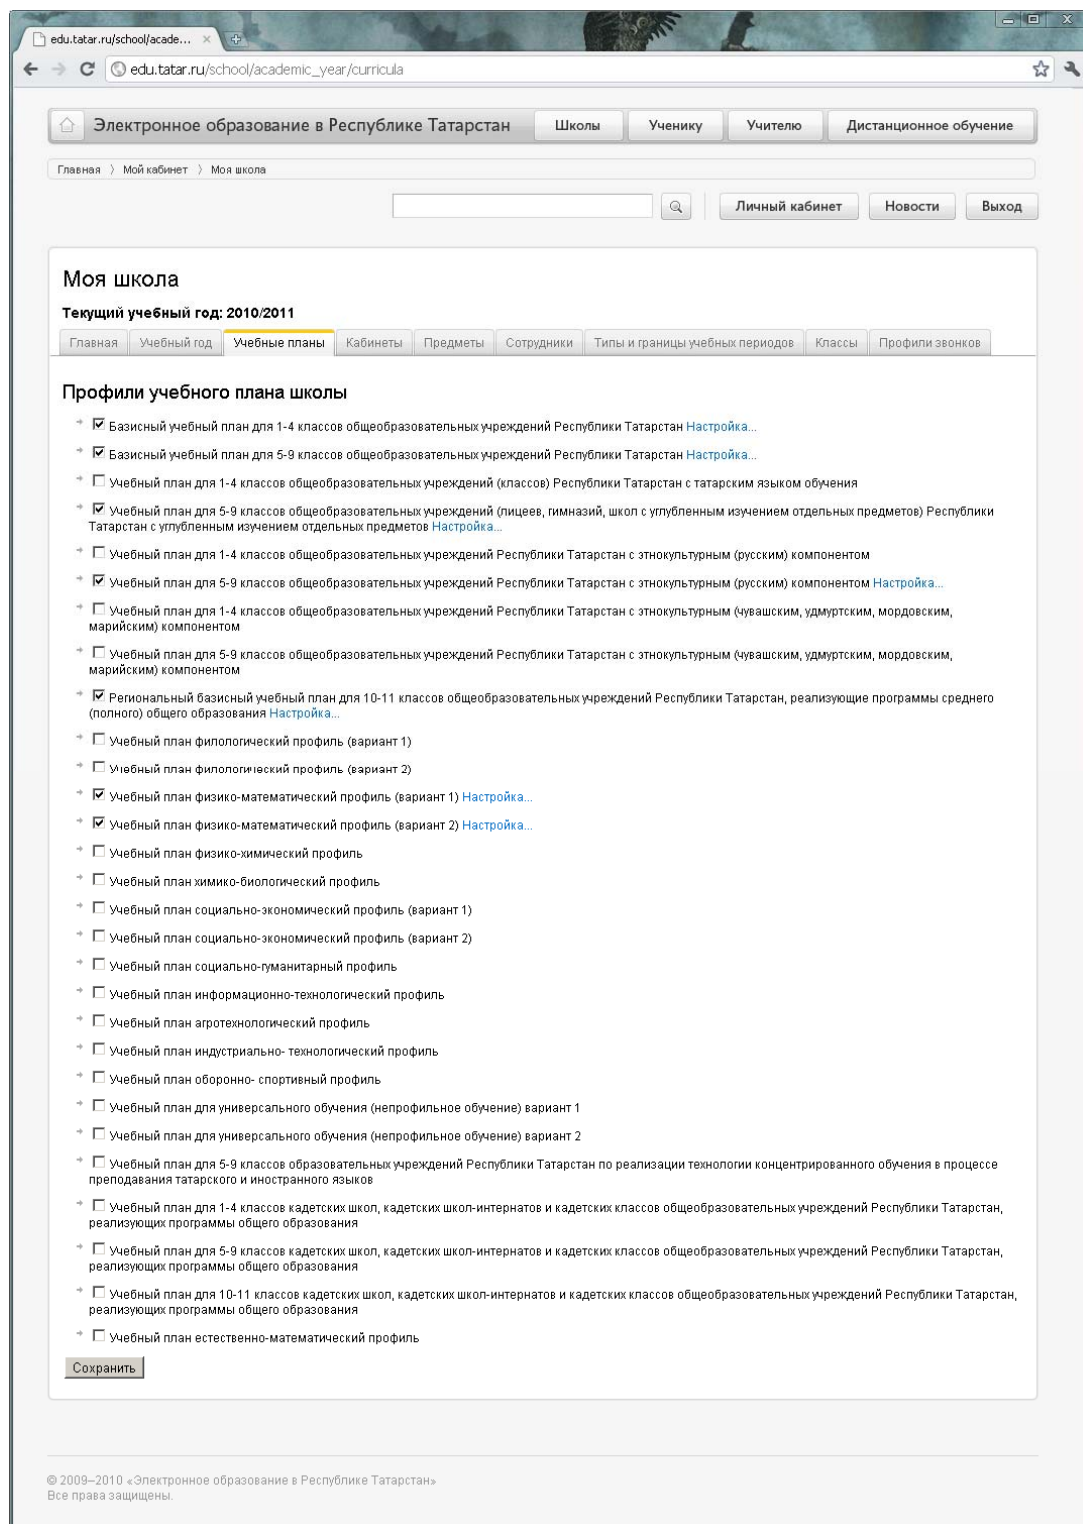 edu.tatar.ru/school/acade...
edu.tatar.ru/school/academic_year/curricula
Электронное образование в Республике Татарстан Школы Ученику Учителю Дистанционное обучение
Главная 〉 Мой кабинет 〉 Моя школа
Личный кабинет Новости Выход
Моя школа
Текущий учебный год: 2010/2011
Главная Учебный год Учебные планы Кабинеты Предметы Сотрудники Типы и границы учебных периодов Классы Профили звонков
Профили учебного плана школы
Базисный учебный план для 1-4 классов общеобразовательных учреждений Республики Татарстан Настройка...
Базисный учебный план для 5-9 классов общеобразовательных учреждений Республики Татарстан Настройка...
Учебный план для 1-4 классов общеобразовательных учреждений (классов) Республики Татарстан с татарским языком обучения
Учебный план для 5-9 классов общеобразовательных учреждений (лицеев, гимназий, школ с углубленным изучением отдельных предметов) Республики
Татарстан с углубленным изучением отдельных предметов Настройка...
Учебный план для 1-4 классов общеобразовательных учреждений Республики Татарстан с этнокультурным (русским) компонентом
Учебный план для 5-9 классов общеобразовательных учреждений Республики Татарстан с этнокультурным (русским) компонентом Настройка...
Учебный план для 1-4 классов общеобразовательных учреждений Республики Татарстан с этнокультурным (чувашским, удмуртским, мордовским,
марийским) компонентом
Учебный план для 5-9 классов общеобразовательных учреждений Республики Татарстан с этнокультурным (чувашским, удмуртским, мордовским,
марийским) компонентом
Региональный базисный учебный план для 10-11 классов общеобразовательных учреждений Республики Татарстан, реализующие программы среднего
(полного) общего образования Настройка...
Учебный план филологический профиль (вариант 1)
Учебный план филологический профиль (вариант 2)
Учебный план физико-математический профиль (вариант 1) Настройка...
Учебный план физико-математический профиль (вариант 2) Настройка...
Учебный план физико-химический профиль
Учебный план химико-биологический профиль
Учебный план социально-экономический профиль (вариант 1)
Учебный план социально-экономический профиль (вариант 2)
Учебный план социально-гуманитарный профиль
Учебный план информационно-технологический профиль
Учебный план агротехнологический профиль
Учебный план индустриально- технологический профиль
Учебный план оборонно- спортивный профиль
Учебный план для универсального обучения (непрофильное обучение) вариант 1
Учебный план для универсального обучения (непрофильное обучение) вариант 2
Учебный план для 5-9 классов образовательных учреждений Республики Татарстан по реализации технологии концентрированного обучения в процессе
преподавания татарского и иностранного языков
Учебный план для 1-4 классов кадетских школ, кадетских школ-интернатов и кадетских классов общеобразовательных учреждений Республики Татарстан,
реализующих программы общего образования
Учебный план для 5-9 классов кадетских школ, кадетских школ-интернатов и кадетских классов общеобразовательных учреждений Республики Татарстан,
реализующих программы общего образования
Учебный план для 10-11 классов кадетских школ, кадетских школ-интернатов и кадетских классов общеобразовательных учреждений Республики Татарстан,
реализующих программы общего образования
Учебный план естественно-математический профиль
Сохранить
© 2009–2010 «Электронное образование в Республике Татарстан»
Все права защищены.